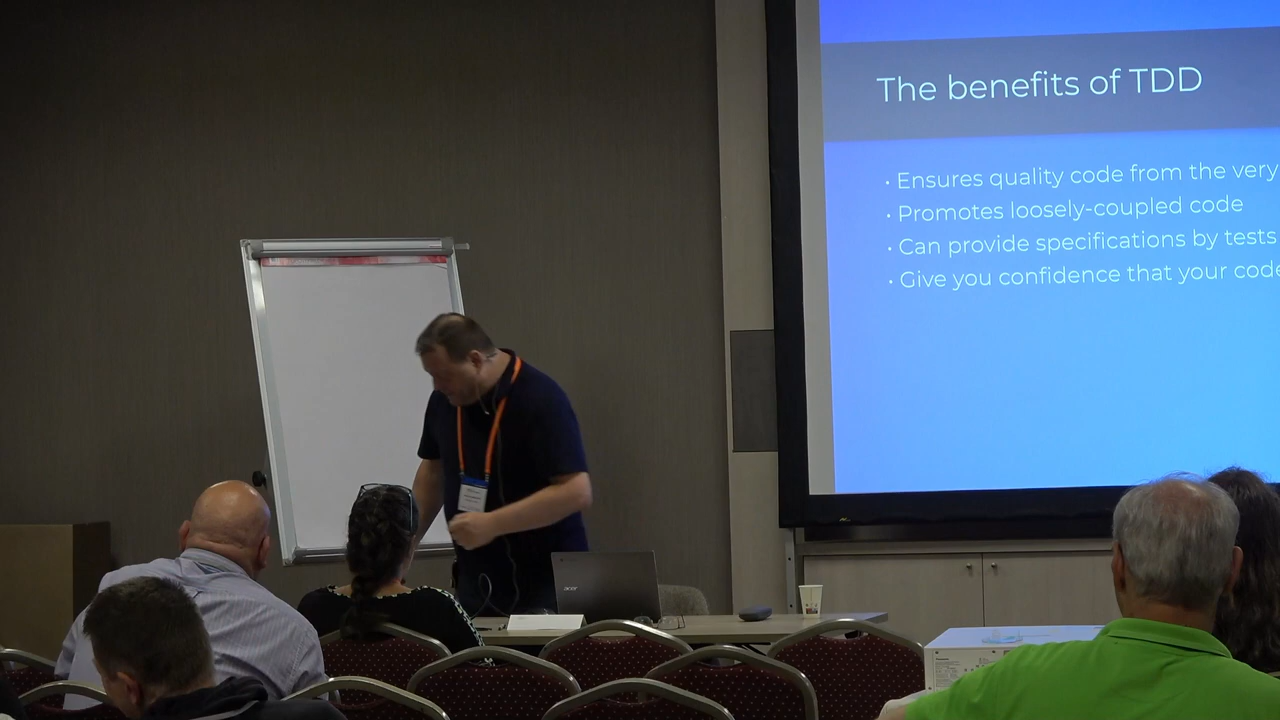 The benefits of TDD
• Ensures quality code from the very
• Promotes loosely-coupled code
• Can provide specifications by tests
• Give you confidence that your code
acer